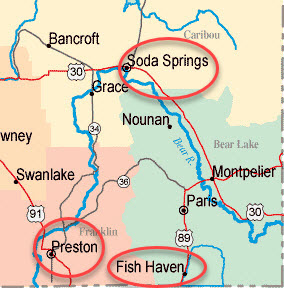 Bancroft
Caribou
Soda Springs
30
Grace
34
Nounan
wney
Bear Lake
Bear R.
Swanlake
36
Montpelier
91
Paris
30
Franklin
89
Preston
Fish Haven